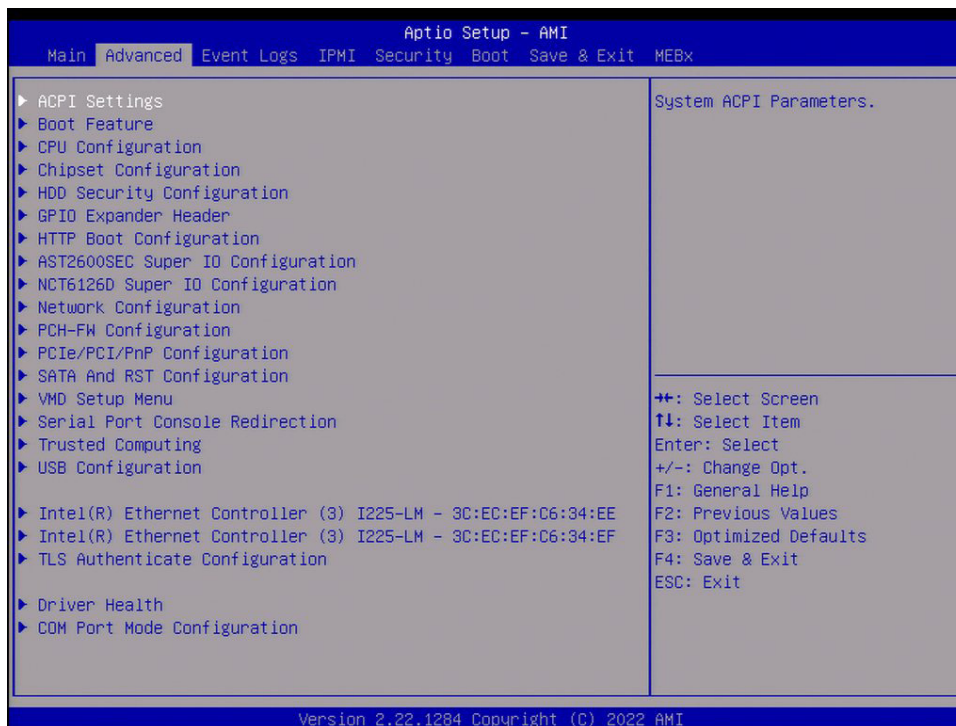 Aptio Setup – AMI
Main Advanced Event Logs IPMI Security Boot Save & Exit MEBx
ACPI Settings
Boot Feature
CPU Configuration
Chipset Configuration
HDD Security Configuration
GPIO Expander Header
HTTP Boot Configuration
AST2600SEC Super IO Configuration
NCT6126D Super IO Configuration
Network Configuration
PCH-FW Configuration
PCIe/PCI/PnP Configuration
SATA And RST Configuration
VMD Setup Menu
Serial Port Console Redirection
Trusted Computing
USB Configuration
Intel(R) Ethernet Controller (3) I225-LM - 3C:EC:EF:C6:34:EE
Intel(R) Ethernet Controller (3) I225-LM - 3C:EC:EF:C6:34:EF
TLS Authenticate Configuration
Driver Health
COM Port Mode Configuration
System ACPI Parameters.
→←: Select Screen
↑↓: Select Item
Enter: Select
+/-: Change Opt.
F1: General Help
F2: Previous Values
F3: Optimized Defaults
F4: Save & Exit
ESC: Exit
Version 2.22.1284 Copyright (C) 2022 AMI